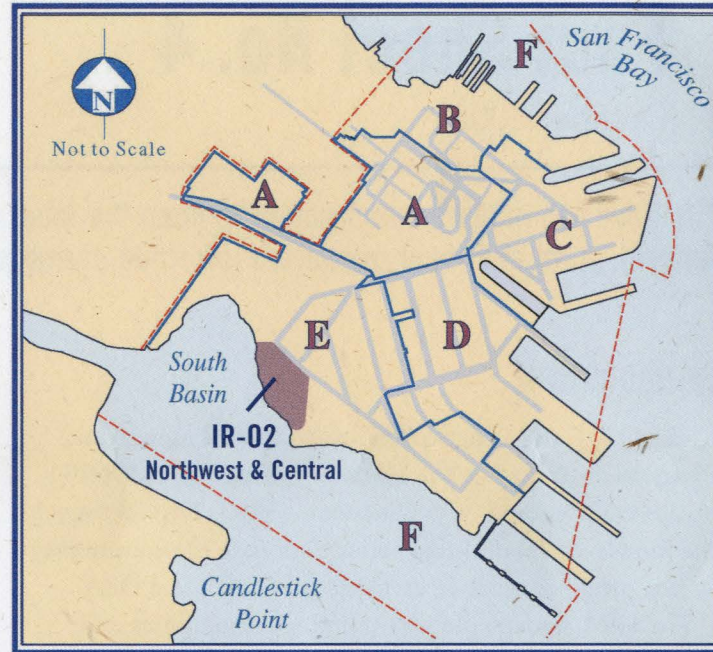 F
San Francisco
Bay
N
Not to Scale
B
A
A
C
E
D
South
Basin
IR-02
Northwest & Central
F
Candlestick
Point